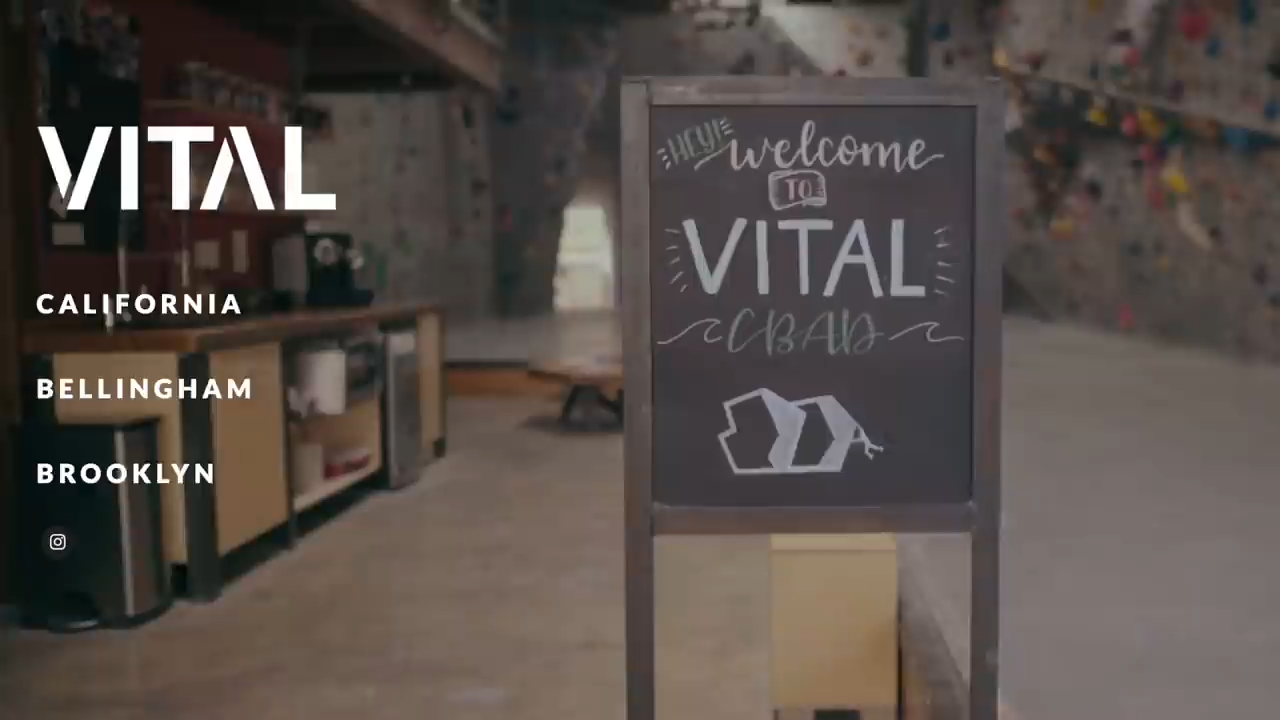 VITAL
CALIFORNIA
BELLINGHAM
BROOKLYN
HEY!
welcome
TO
VITAL
CBAD